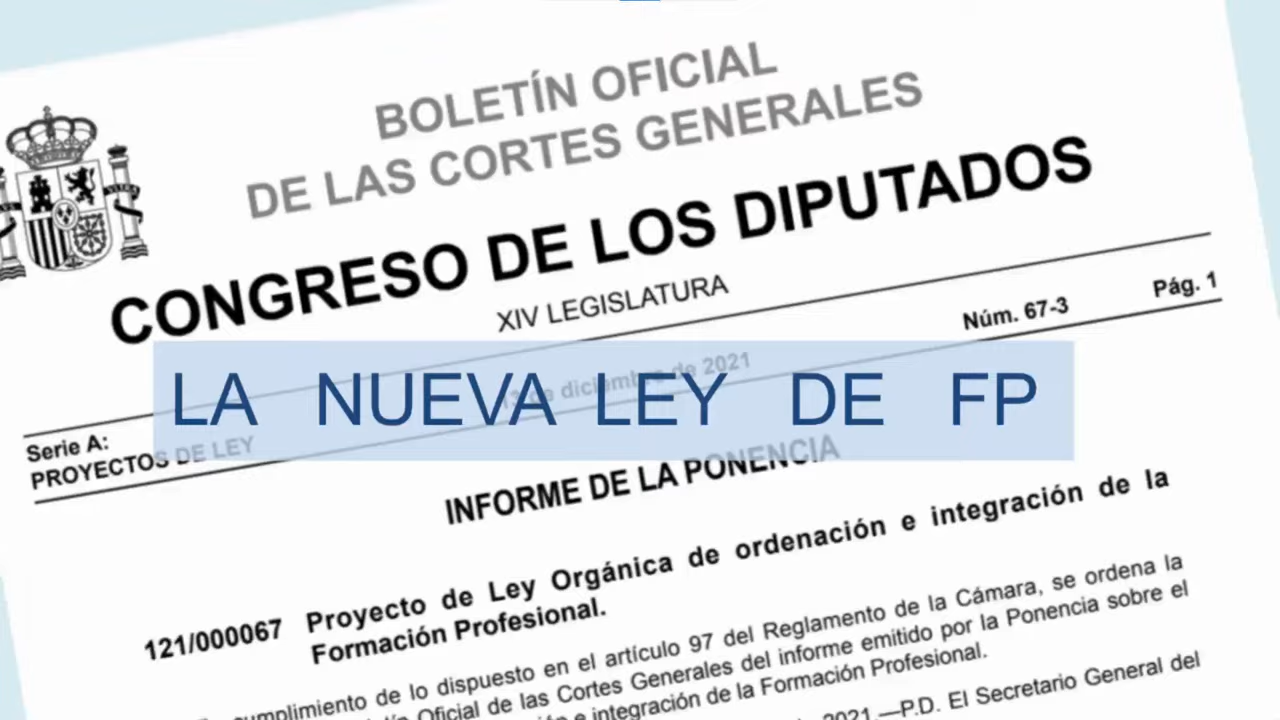 BOLETÍN OFICIAL
DE LAS CORTES GENERALES
CONGRESO DE LOS DIPUTADOS
XIV LEGISLATURA
Serie A:
PROYECTOS DE LEY
13 de diciembre de 2021
Núm. 67-3
Pág. 1
LA NUEVA LEY DE FP
INFORME DE LA PONENCIA
121/000067 Proyecto de Ley Orgánica de ordenación e integración de la
Formación Profesional.
dispuesto en el artículo 97 del Reglamento de la Cámara, se ordena la
Oficial de las Cortes Generales del informe emitido por la Ponencia sobre el
e integración de la Formación Profesional.
2021.—P.D. El Secretario General del